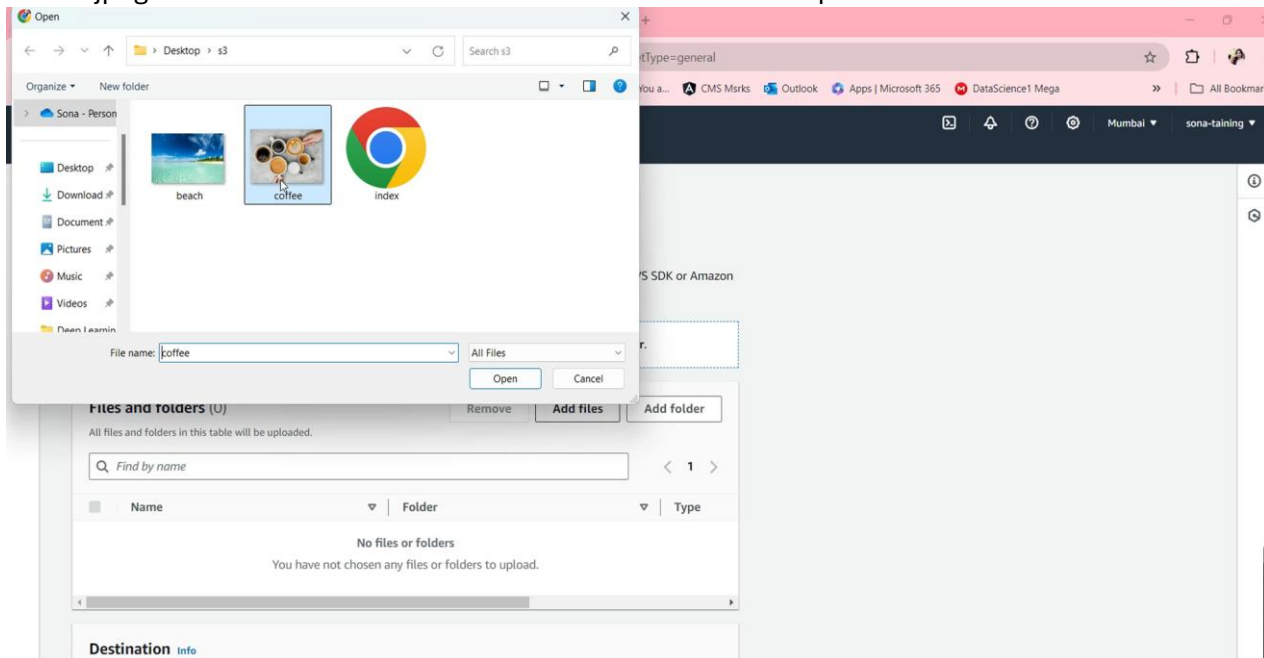 Open
Desktop > s3
Search s3
Organize
New folder
Sona - Person
Desktop
Download
Document
Pictures
Music
Videos
Deep Learnin
beach
coffee
index
File name: coffee
All Files
Open
Cancel
tType=general
You a...
CMS Msrks
Outlook
Apps | Microsoft 365
DataScience1 Mega
»
All Bookmar
Mumbai
sona-taining
/S SDK or Amazon
r.
Files and folders (0)
Remove
Add files
Add folder
All files and folders in this table will be uploaded.
Find by name
< 1 >
Name
Folder
Type
No files or folders
You have not chosen any files or folders to upload.
Destination Info